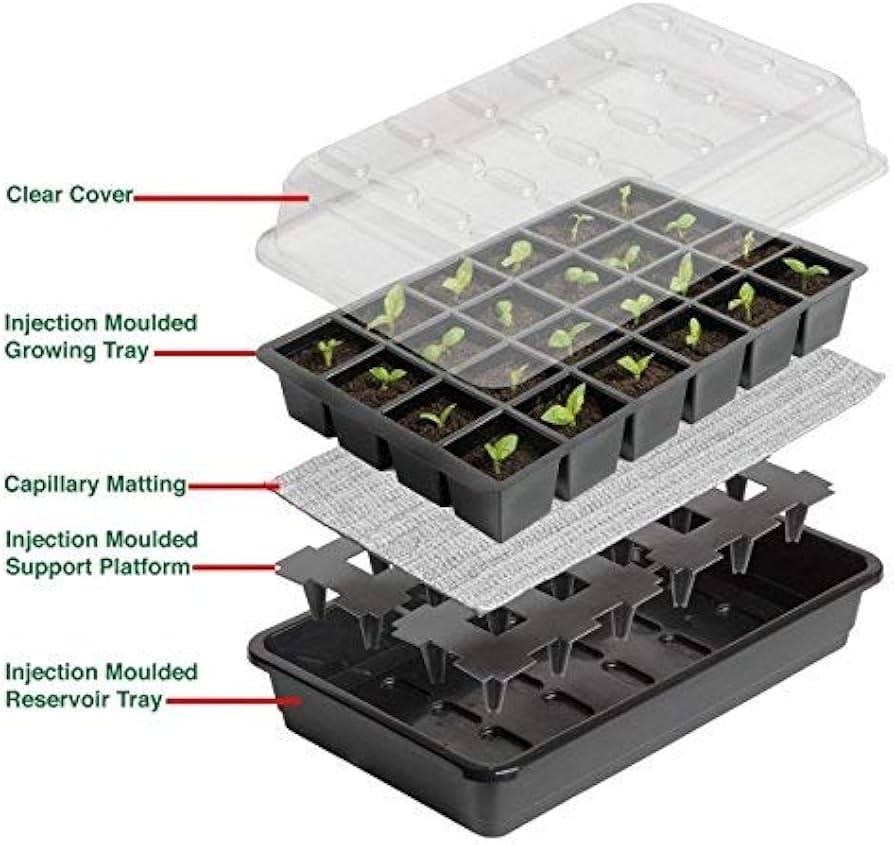 Clear Cover
Injection Moulded
Growing Tray
Capillary Matting
Injection Moulded
Support Platform
Injection Moulded
Reservoir Tray